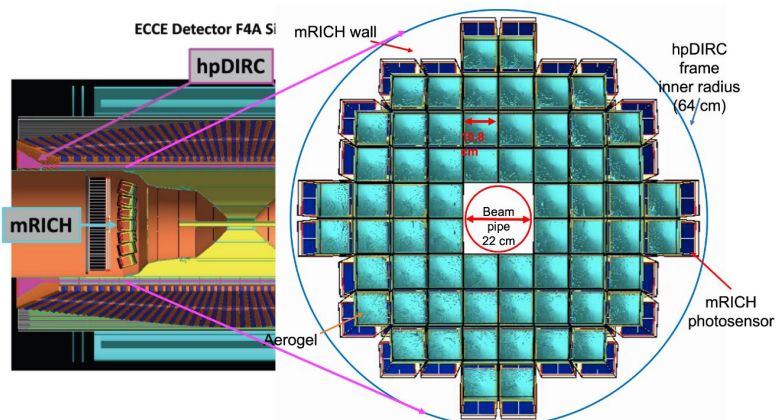 ECCE Detector F4A Si
hpDIRC
mRICH
mRICH wall
hpDIRC
frame
inner radius
(64 cm)
10.8
cm
Beam
pipe
22 cm
mRICH
photosensor
Aerogel